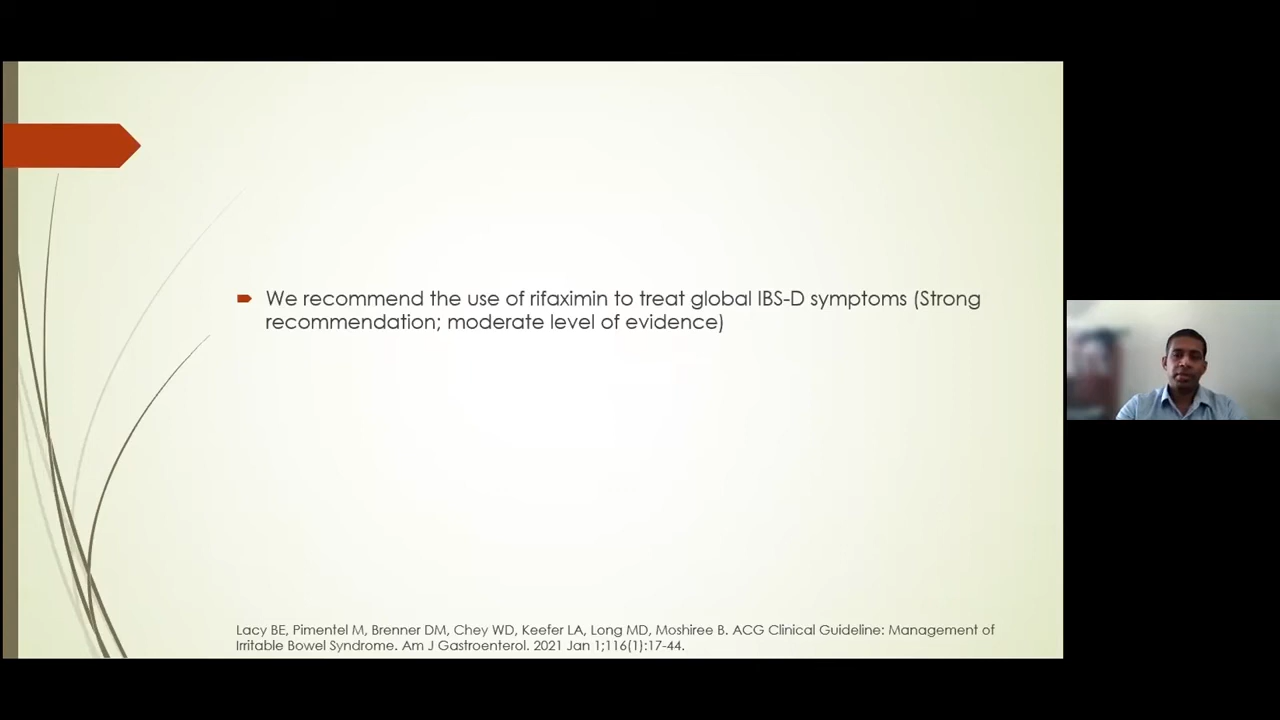 We recommend the use of rifaximin to treat global IBS-D symptoms (Strong
recommendation; moderate level of evidence)
Lacy BE, Pimentel M, Brenner DM, Chey WD, Keefer LA, Long MD, Moshiree B. ACG Clinical Guideline: Management of
Irritable Bowel Syndrome. Am J Gastroenterol. 2021 Jan 1;116(1):17-44.